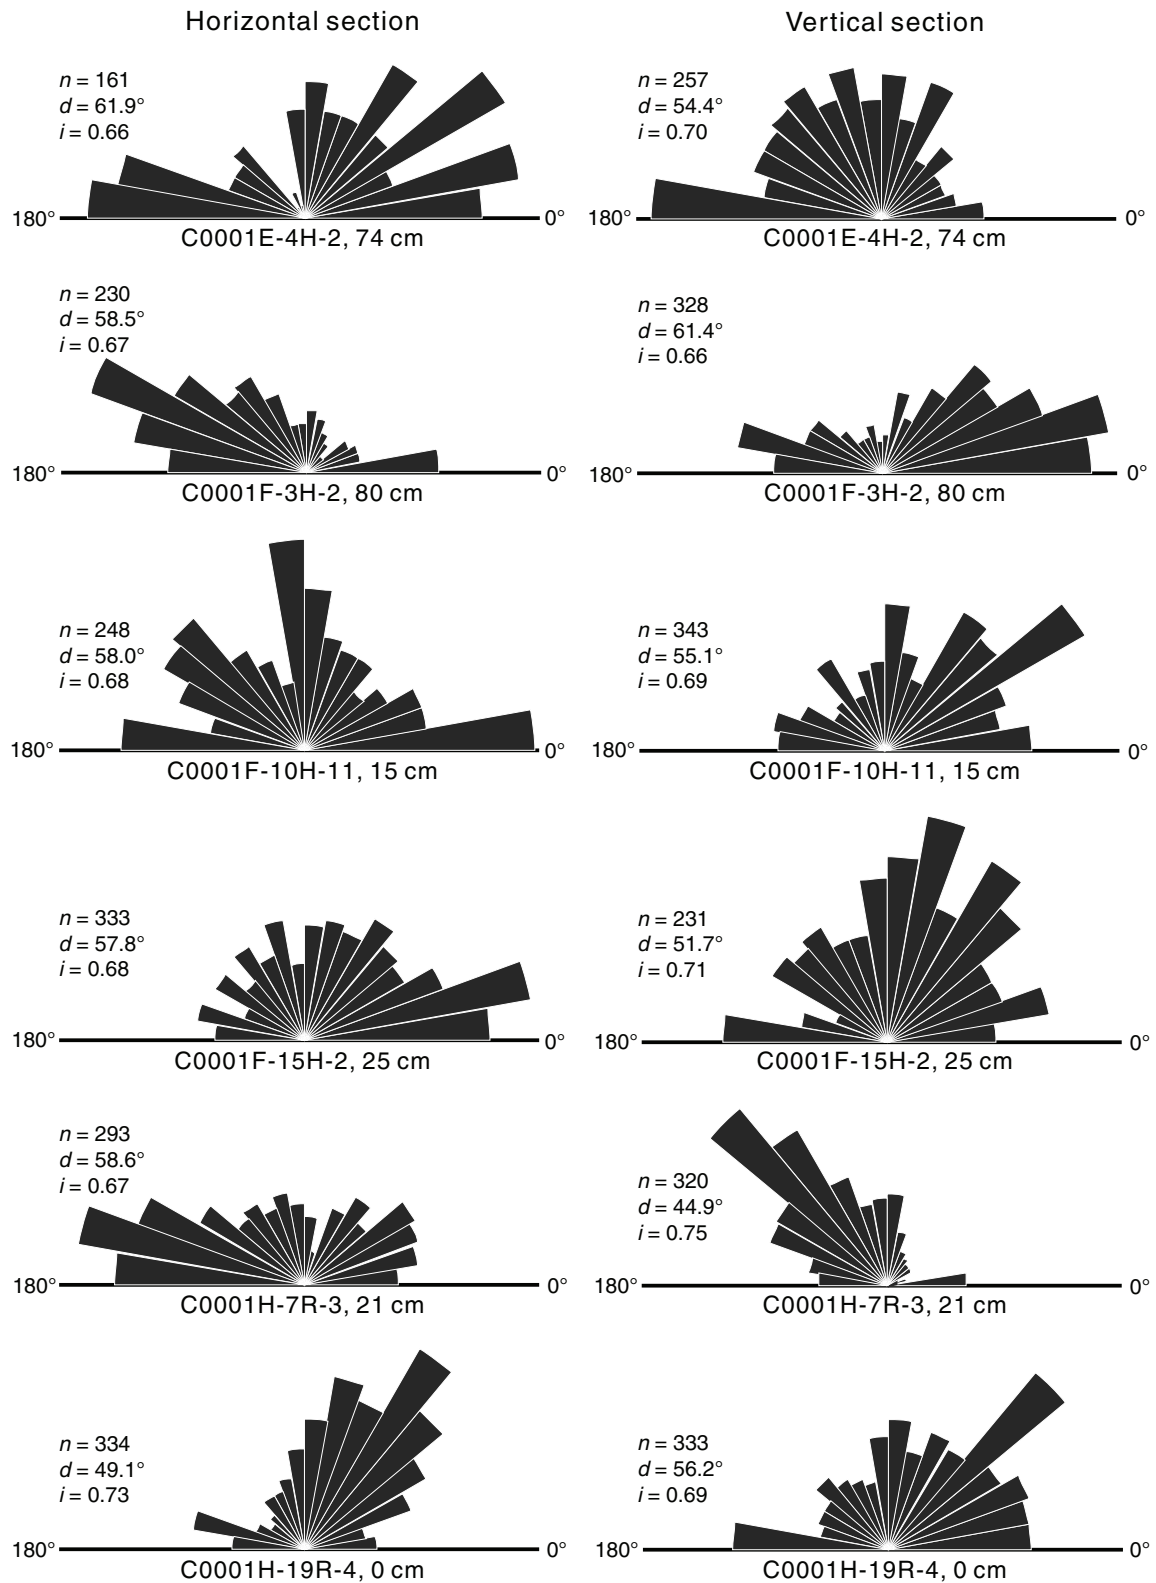 Horizontal section
Vertical section
n = 161
d = 61.9°
i = 0.66
180°
0°
C0001E-4H-2, 74 cm
n = 257
d = 54.4°
i = 0.70
180°
0°
C0001E-4H-2, 74 cm
n = 230
d = 58.5°
i = 0.67
180°
0°
C0001F-3H-2, 80 cm
n = 328
d = 61.4°
i = 0.66
180°
0°
C0001F-3H-2, 80 cm
n = 248
d = 58.0°
i = 0.68
180°
0°
C0001F-10H-11, 15 cm
n = 343
d = 55.1°
i = 0.69
180°
0°
C0001F-10H-11, 15 cm
n = 333
d = 57.8°
i = 0.68
180°
0°
C0001F-15H-2, 25 cm
n = 231
d = 51.7°
i = 0.71
180°
0°
C0001F-15H-2, 25 cm
n = 293
d = 58.6°
i = 0.67
180°
0°
C0001H-7R-3, 21 cm
n = 320
d = 44.9°
i = 0.75
180°
0°
C0001H-7R-3, 21 cm
n = 334
d = 49.1°
i = 0.73
180°
0°
C0001H-19R-4, 0 cm
n = 333
d = 56.2°
i = 0.69
180°
0°
C0001H-19R-4, 0 cm